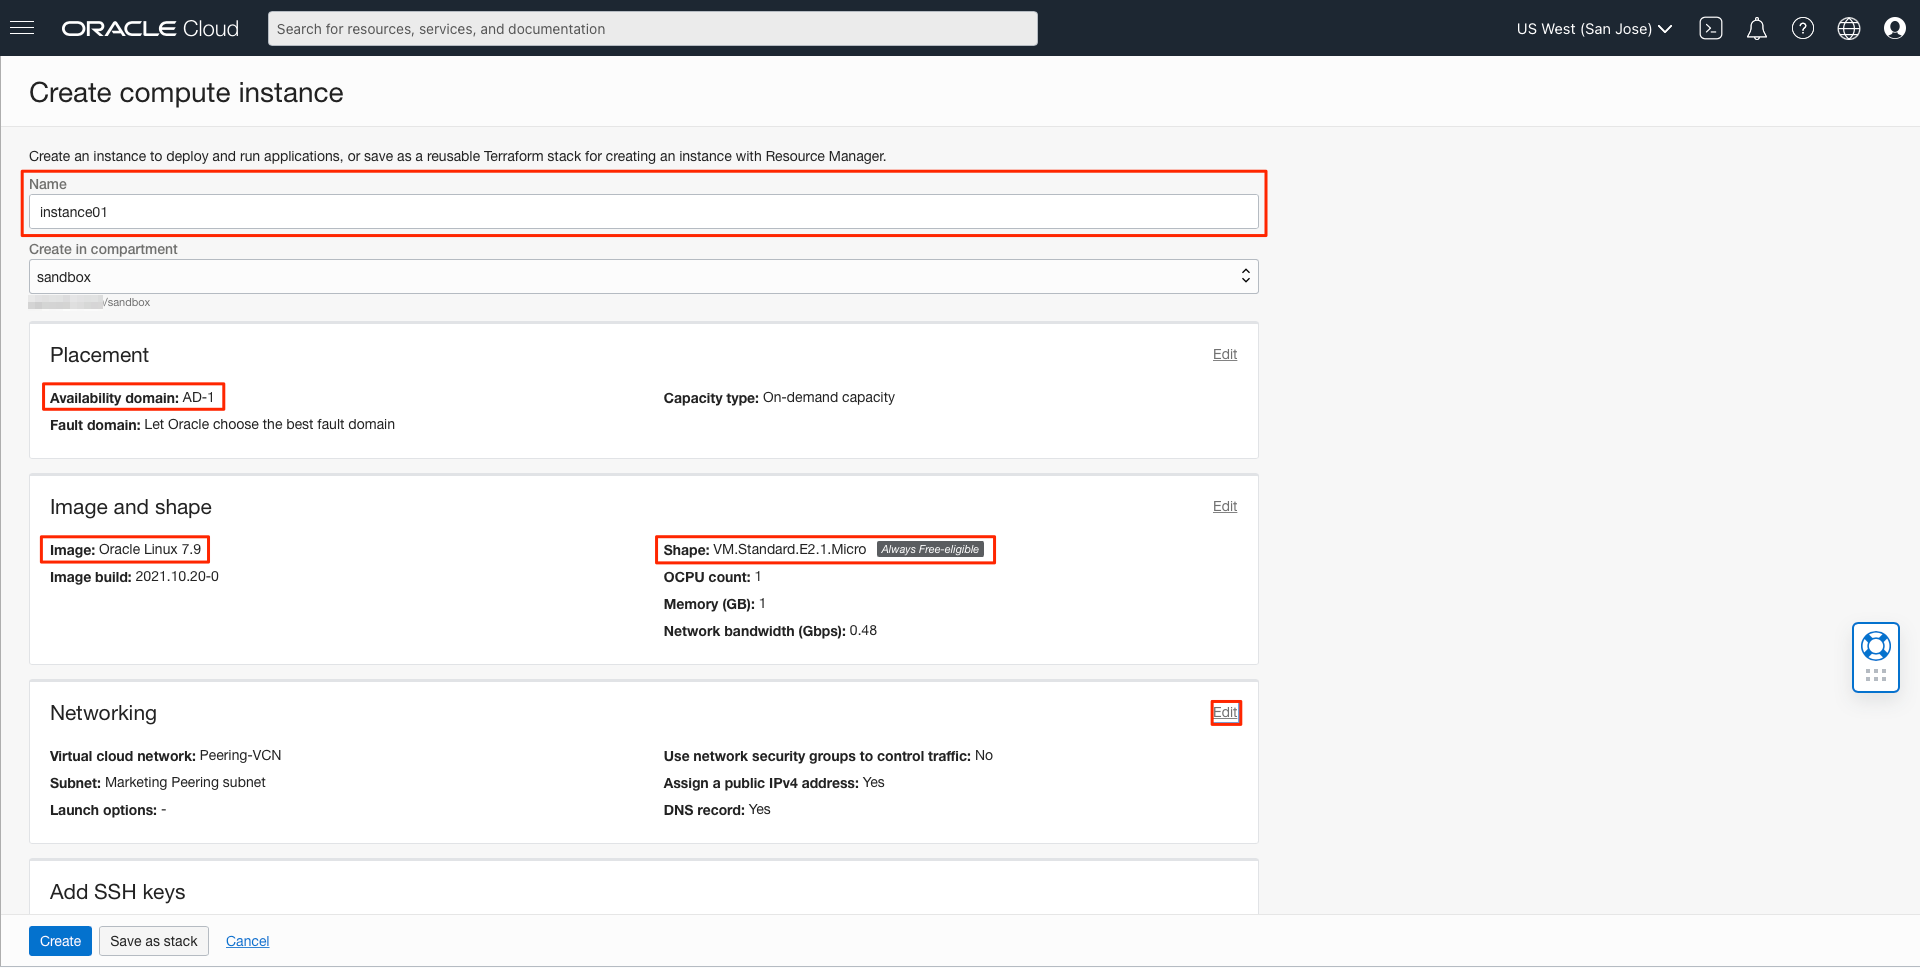 ORACLE Cloud
Search for resources, services, and documentation
US West (San Jose)
Create compute instance
Create an instance to deploy and run applications, or save as a reusable Terraform stack for creating an instance with Resource Manager.
Name
instance01
Create in compartment
sandbox
/sandbox
Placement
Edit
Availability domain: AD-1
Capacity type: On-demand capacity
Fault domain: Let Oracle choose the best fault domain
Image and shape
Edit
Image: Oracle Linux 7.9
Shape: VM.Standard.E2.1.Micro Always Free-eligible
Image build: 2021.10.20-0
OCPU count: 1
Memory (GB): 1
Network bandwidth (Gbps): 0.48
Networking
Edit
Virtual cloud network: Peering-VCN
Use network security groups to control traffic: No
Subnet: Marketing Peering subnet
Assign a public IPv4 address: Yes
Launch options: -
DNS record: Yes
Add SSH keys
Create
Save as stack
Cancel